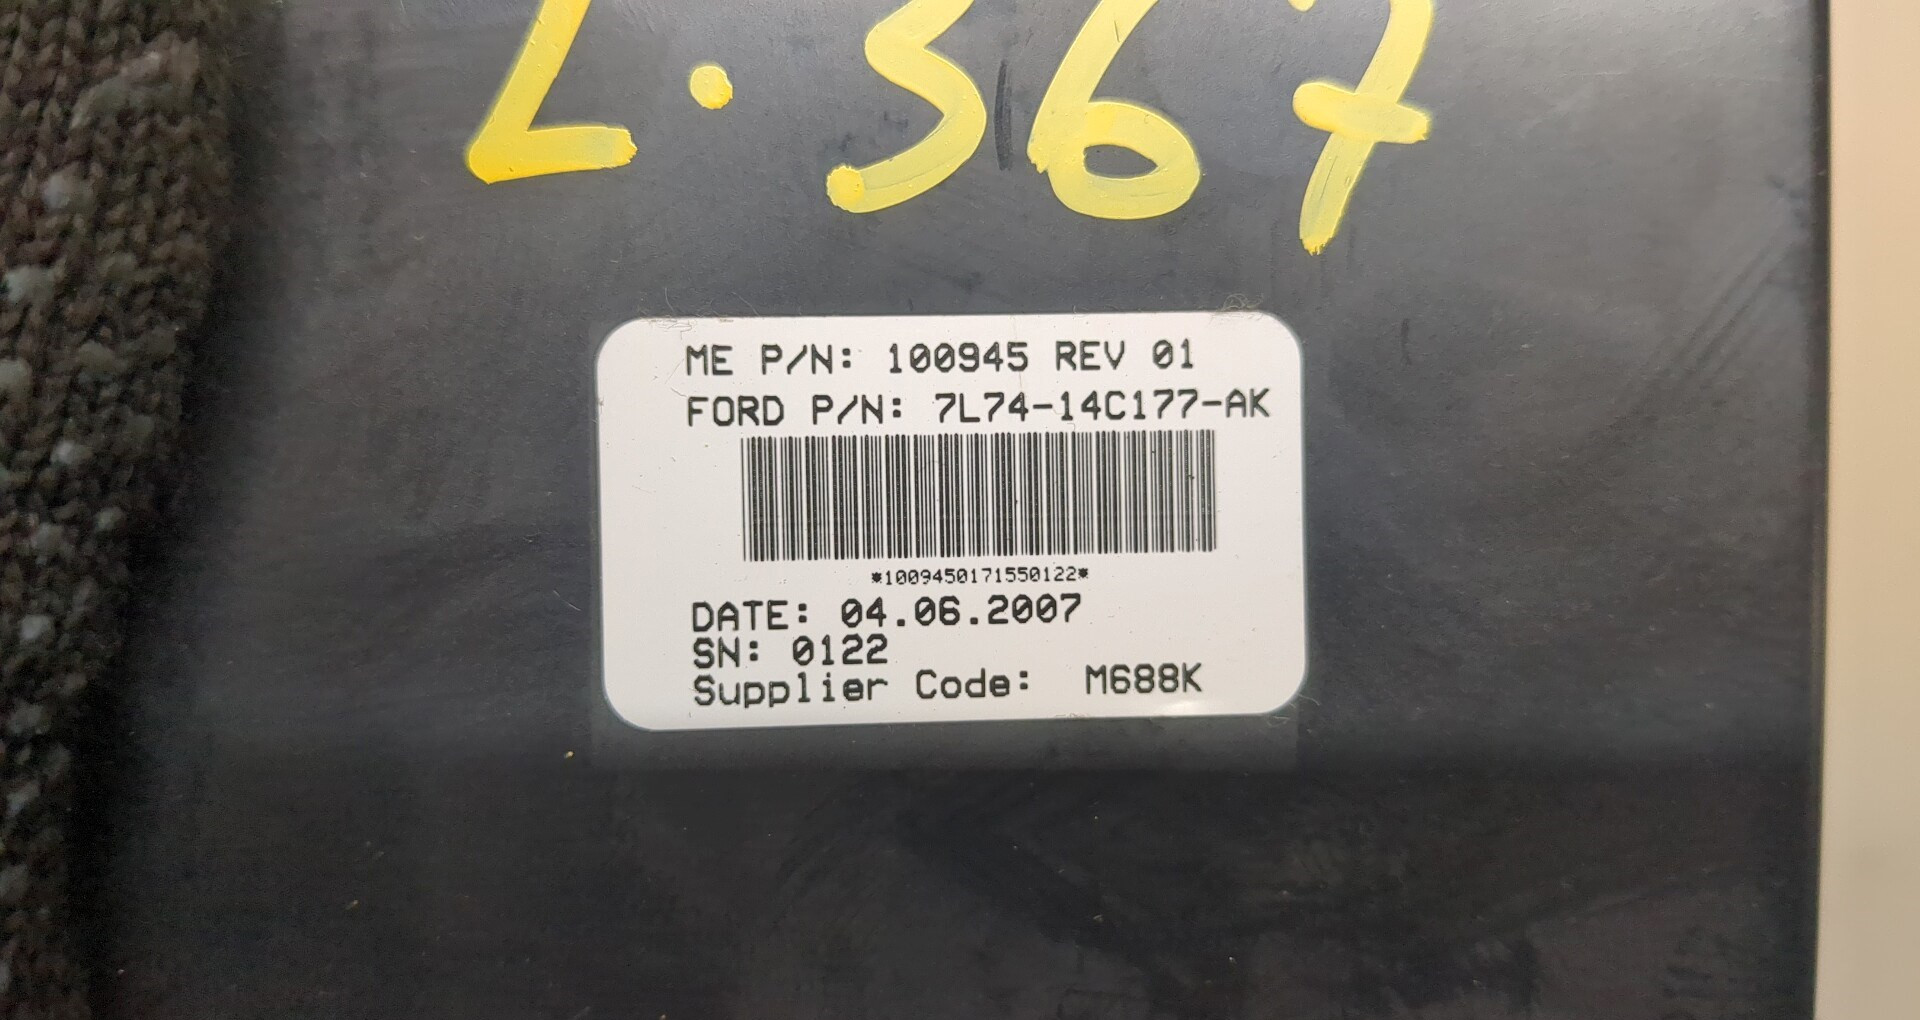 L.367
ME P/N: 100945 REV 01
FORD P/N: 7L74-14C177-AK
*1009450171550122*
DATE: 04.06.2007
SN: 0122
Supplier Code: M688K